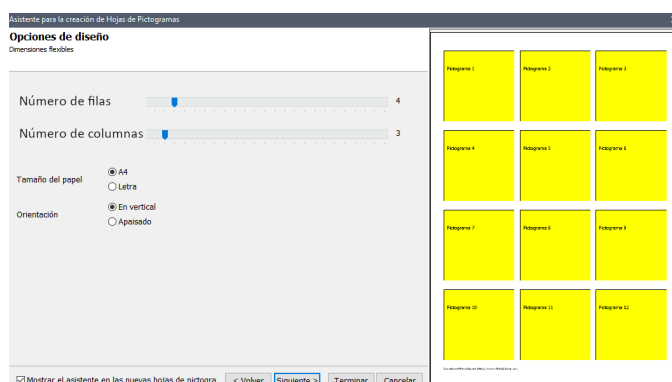 Asistente para la creación de Hojas de Pictogramas
Opciones de diseño
Dimensiones flexibles
Número de filas 4
Número de columnas 3
Tamaño del papel
A4
Letra
Orientación
En vertical
Apaisado
Mostrar el asistente en las nuevas hojas de pictogra
< Volver Siguiente > Terminar Cancelar
Pictograma 1 Pictograma 2 Pictograma 3
Pictograma 4 Pictograma 5 Pictograma 6
Pictograma 7 Pictograma 8 Pictograma 9
Pictograma 10 Pictograma 11 Pictograma 12